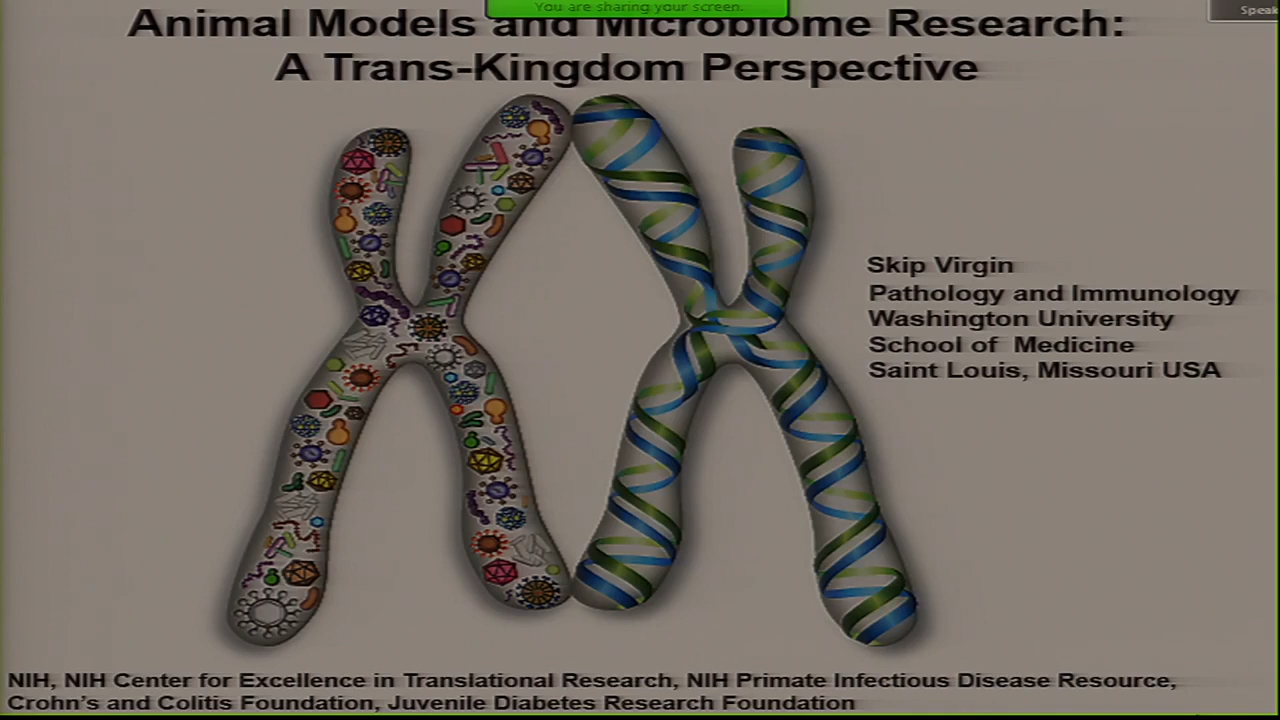 You are sharing your screen.
Speak
Animal Models and Microbiome Research:
A Trans-Kingdom Perspective
Skip Virgin
Pathology and Immunology
Washington University
School of Medicine
Saint Louis, Missouri USA
NIH, NIH Center for Excellence in Translational Research, NIH Primate Infectious Disease Resource,
Crohn's and Colitis Foundation, Juvenile Diabetes Research Foundation